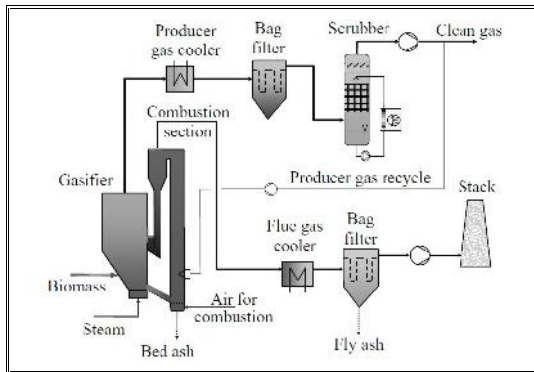 Producer
gas cooler
Bag
filter
Scrubber
Clean gas
Combustion
section
Gasifier
Producer gas recycle
Stack
Flue gas
cooler
Bag
filter
Biomass
Steam
Air for
combustion
Bed ash
Fly ash